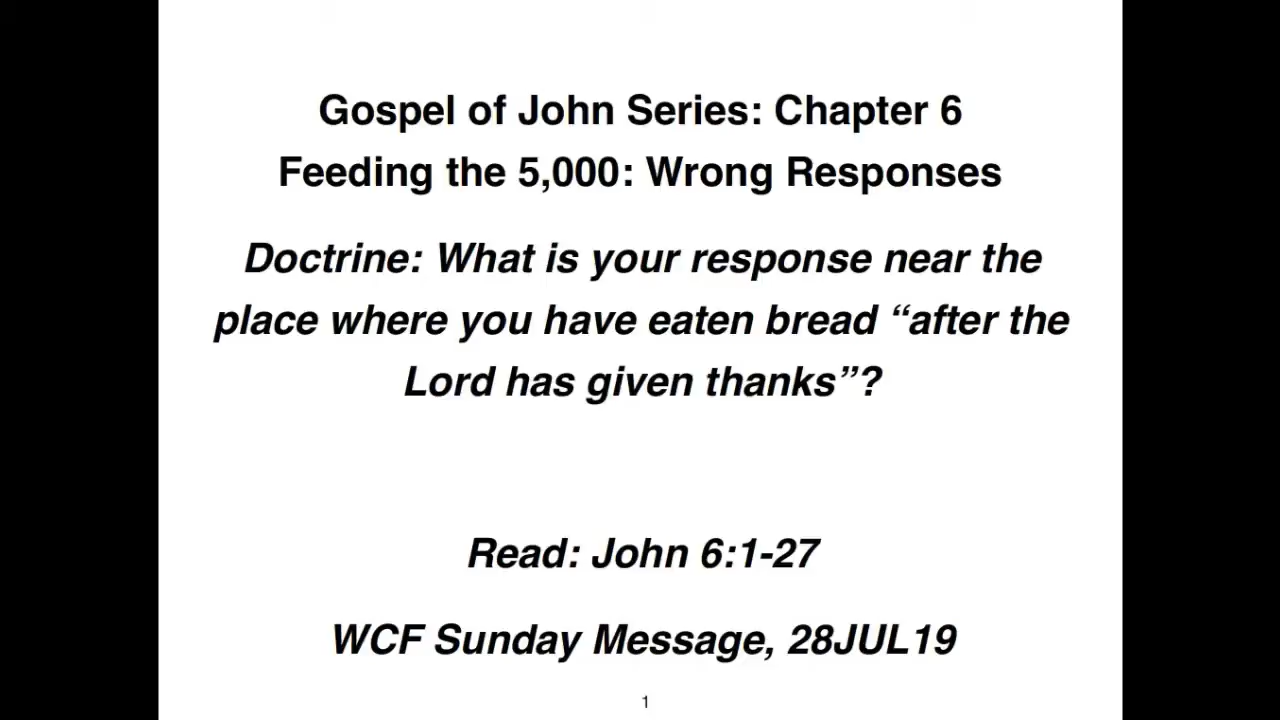 Gospel of John Series: Chapter 6
Feeding the 5,000: Wrong Responses
Doctrine: What is your response near the
place where you have eaten bread “after the
Lord has given thanks”?
Read: John 6:1-27
WCF Sunday Message, 28JUL19
1